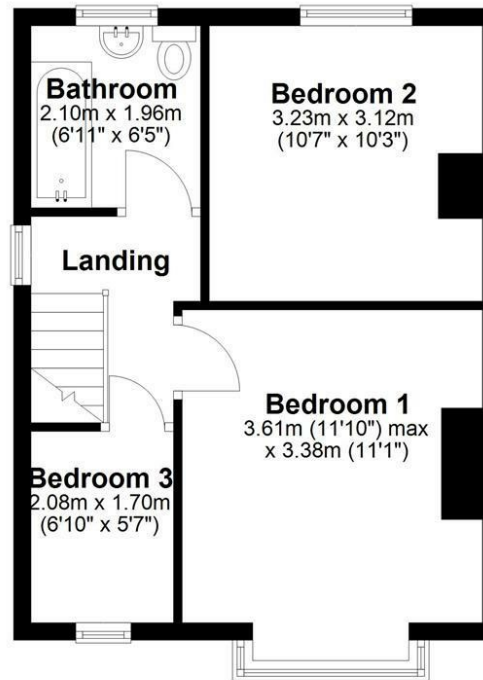 Bathroom
2.10m x 1.96m
(6'11" x 6'5")
Bedroom 2
3.23m x 3.12m
(10'7" x 10'3")
Landing
Bedroom 1
3.61m (11'10") max
x 3.38m (11'1")
Bedroom 3
2.08m x 1.70m
(6'10" x 5'7")